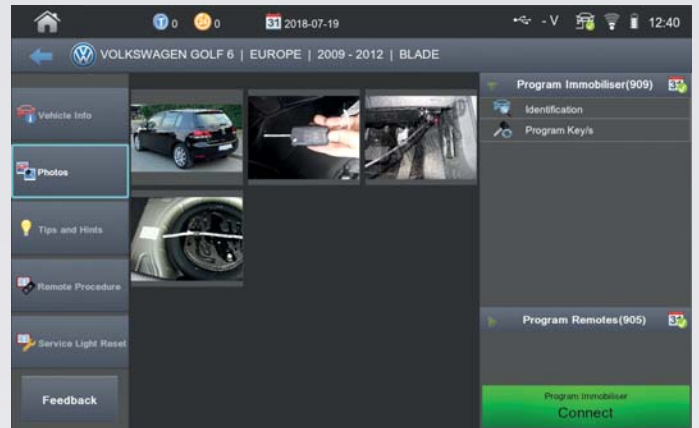 0 0 31 2018-07-19 - V 12:40
VOLKSWAGEN GOLF 6 | EUROPE | 2009 - 2012 | BLADE
Vehicle Info
Photos
Tips and Hints
Remote Procedure
Service Light Reset
Feedback
Program Immobiliser(909)
Identification
Program Key/s
Program Remotes(905)
Program Immobiliser
Connect